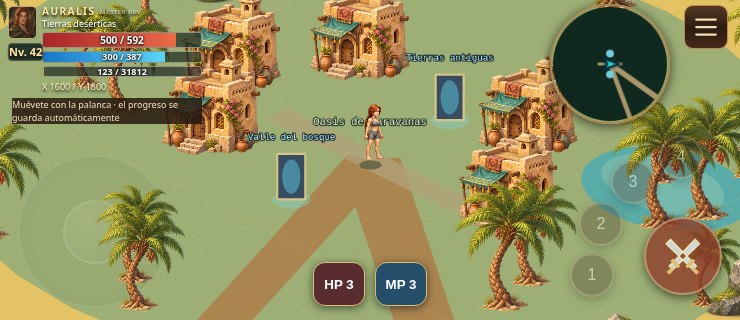 AURALIS MASTER DEV
Tierras desérticas
Nv. 42
500 / 592
300 / 387
123 / 31812
X 1600 / Y 1800
Muévete con la palanca · el progreso se
guarda automáticamente
Tierras antiguas
Oasis de Caravanas
Valle del bosque
3
4
2
1
HP 3
MP 3